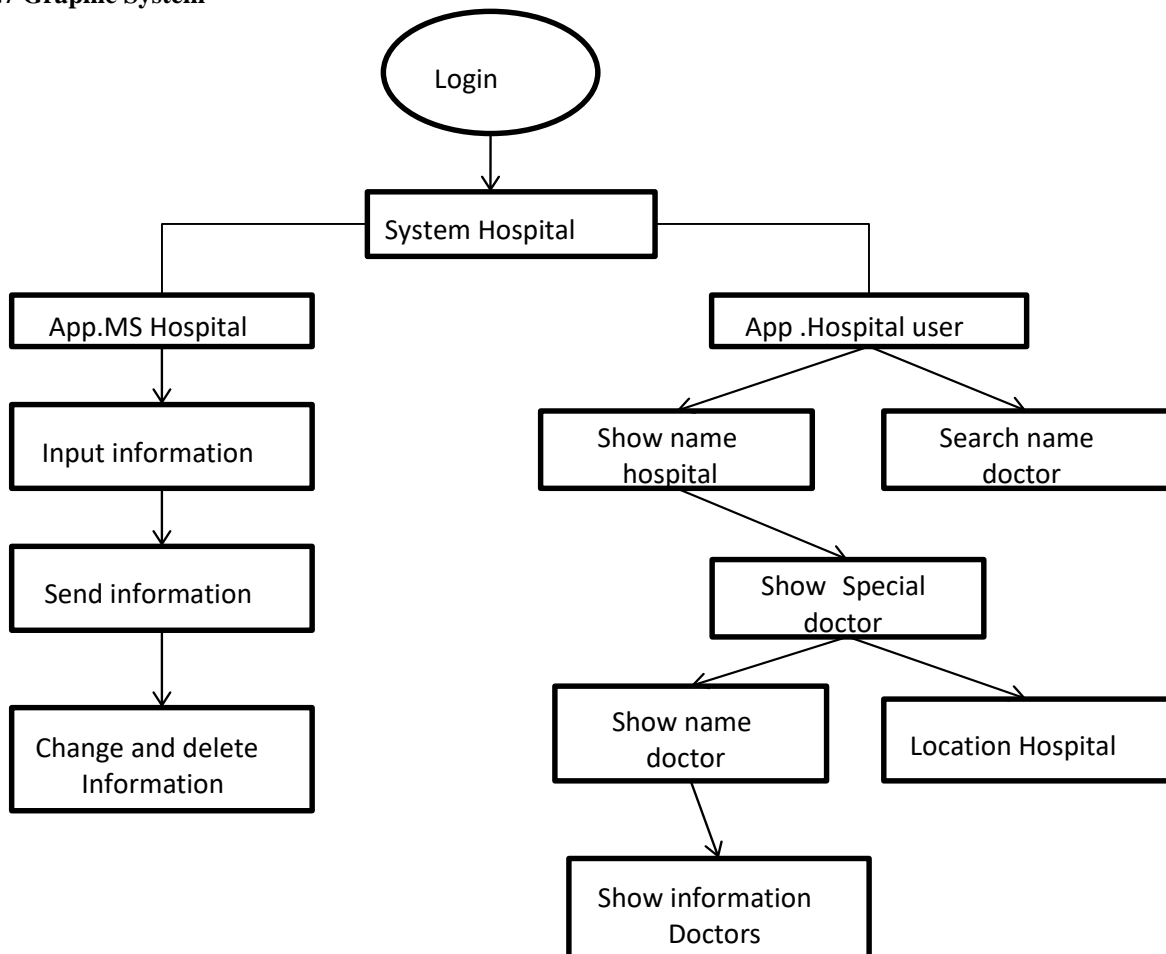 Graphic System
Login
System Hospital
App.MS Hospital
App .Hospital user
Input information
Show name
hospital
Search name
doctor
Send information
Show Special
doctor
Change and delete
Information
Show name
doctor
Location Hospital
Show information
Doctors